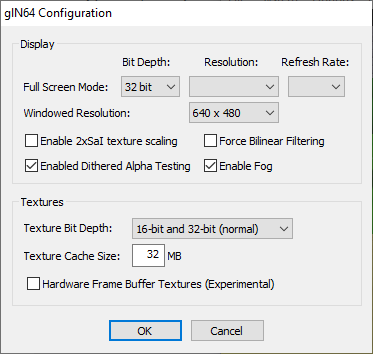 glN64 Configuration
Display
Bit Depth: Resolution: Refresh Rate:
Full Screen Mode: 32 bit
Windowed Resolution: 640 x 480
Enable 2xSaI texture scaling Force Bilinear Filtering
Enabled Dithered Alpha Testing Enable Fog
Textures
Texture Bit Depth: 16-bit and 32-bit (normal)
Texture Cache Size: 32 MB
Hardware Frame Buffer Textures (Experimental)
OK Cancel